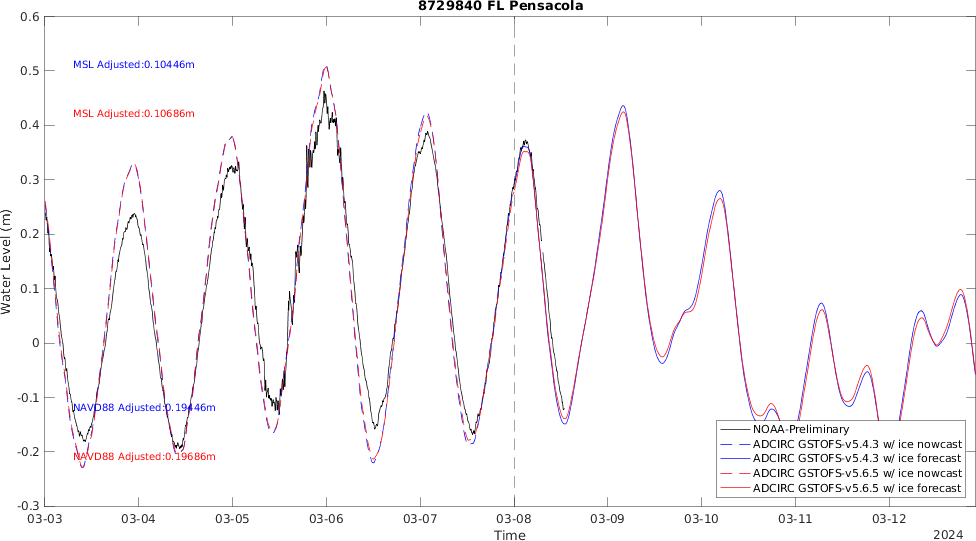 8729840 FL Pensacola
0.6
0.5
0.4
0.3
0.2
0.1
0
-0.1
-0.2
-0.3
Water Level (m)
MSL Adjusted:0.10446m
MSL Adjusted:0.10686m
NAVD88 Adjusted:0.19446m
NAVD88 Adjusted:0.19686m
NOAA-Preliminary
ADCIRC GSTOFS-v5.4.3 w/ ice nowcast
ADCIRC GSTOFS-v5.4.3 w/ ice forecast
ADCIRC GSTOFS-v5.6.5 w/ ice nowcast
ADCIRC GSTOFS-v5.6.5 w/ ice forecast
03-03 03-04 03-05 03-06 03-07 03-08 03-09 03-10 03-11 03-12
Time
2024